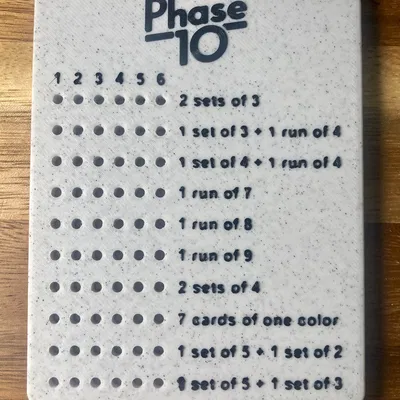 Phase
10
1 2 3 4 5 6
2 sets of 3
1 set of 3 + 1 run of 4
1 set of 4 + 1 run of 4
1 run of 7
1 run of 8
1 run of 9
2 sets of 4
7 cards of one color
1 set of 5 + 1 set of 2
1 set of 5 + 1 set of 3